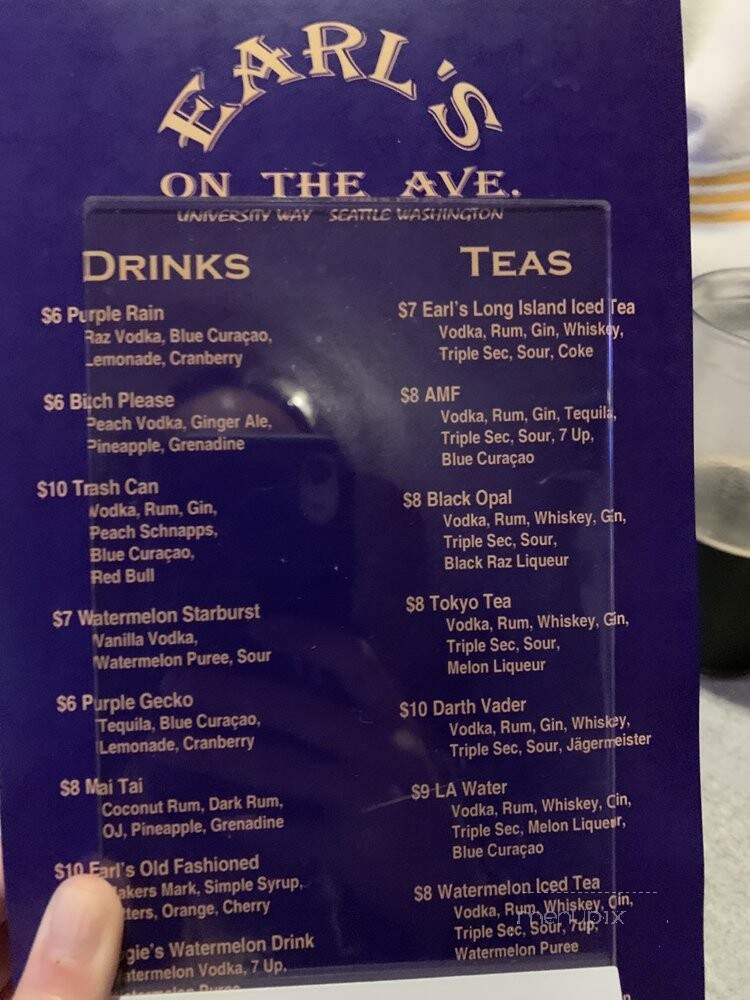 EARL'S
ON THE AVE.
UNIVERSITY WAY SEATTLE WASHINGTON
DRINKS
$6 Purple Rain
Raz Vodka, Blue Curaçao,
Lemonade, Cranberry
$6 Bitch Please
Peach Vodka, Ginger Ale,
Pineapple, Grenadine
$10 Trash Can
Vodka, Rum, Gin,
Peach Schnapps,
Blue Curaçao,
Red Bull
$7 Watermelon Starburst
Vanilla Vodka,
Watermelon Puree, Sour
$6 Purple Gecko
Tequila, Blue Curaçao,
Lemonade, Cranberry
$8 Mai Tai
Coconut Rum, Dark Rum,
OJ, Pineapple, Grenadine
$10 Earl's Old Fashioned
Makers Mark, Simple Syrup,
Orange, Cherry
Watermelon Drink
Watermelon Vodka, 7 Up,
Watermelon Puree
TEAS
$7 Earl's Long Island Iced Tea
Vodka, Rum, Gin, Whiskey,
Triple Sec, Sour, Coke
$8 AMF
Vodka, Rum, Gin, Tequila,
Triple Sec, Sour, 7 Up,
Blue Curaçao
$8 Black Opal
Vodka, Rum, Whiskey, Gin,
Triple Sec, Sour,
Black Raz Liqueur
$8 Tokyo Tea
Vodka, Rum, Whiskey, Gin,
Triple Sec, Sour,
Melon Liqueur
$10 Darth Vader
Vodka, Rum, Gin, Whiskey,
Triple Sec, Sour, Jägermeister
$9 LA Water
Vodka, Rum, Whiskey, Gin,
Triple Sec, Melon Liqueur,
Blue Curaçao
$8 Watermelon Iced Tea
Vodka, Rum, Whiskey, Gin,
Triple Sec, Sour, 7up,
Watermelon Puree
menupix